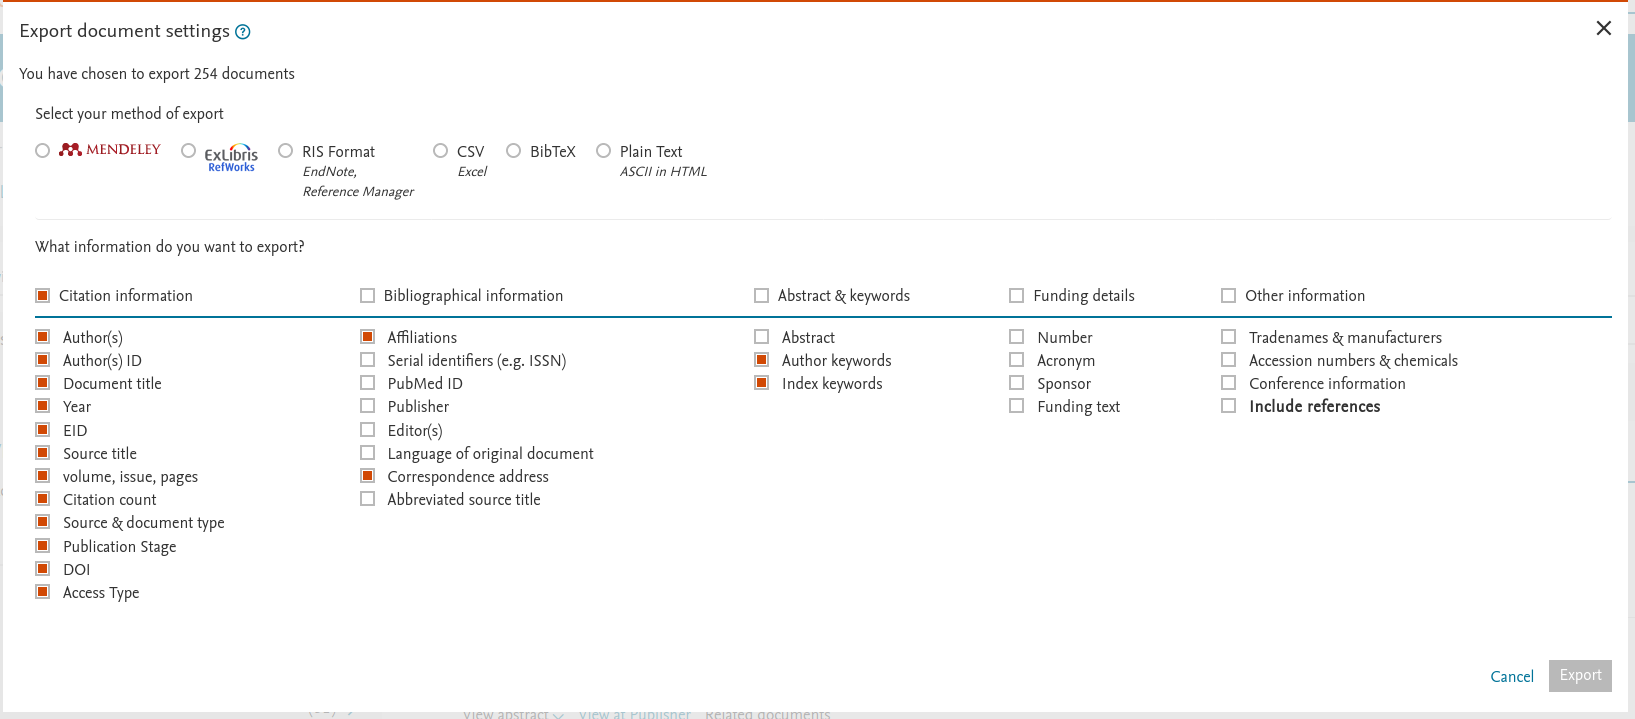 Export document settings ?
You have chosen to export 254 documents
Select your method of export
MENDELEY
ExLibris
RefWorks
RIS Format
EndNote,
Reference Manager
CSV
Excel
BibTeX
Plain Text
ASCII in HTML
What information do you want to export?
Citation information
Author(s)
Author(s) ID
Document title
Year
EID
Source title
volume, issue, pages
Citation count
Source & document type
Publication Stage
DOI
Access Type
Bibliographical information
Affiliations
Serial identifiers (e.g. ISSN)
PubMed ID
Publisher
Editor(s)
Language of original document
Correspondence address
Abbreviated source title
Abstract & keywords
Abstract
Author keywords
Index keywords
Funding details
Number
Acronym
Sponsor
Funding text
Other information
Tradenames & manufacturers
Accession numbers & chemicals
Conference information
Include references
Cancel
Export
View abstract
View at Publisher
Related documents